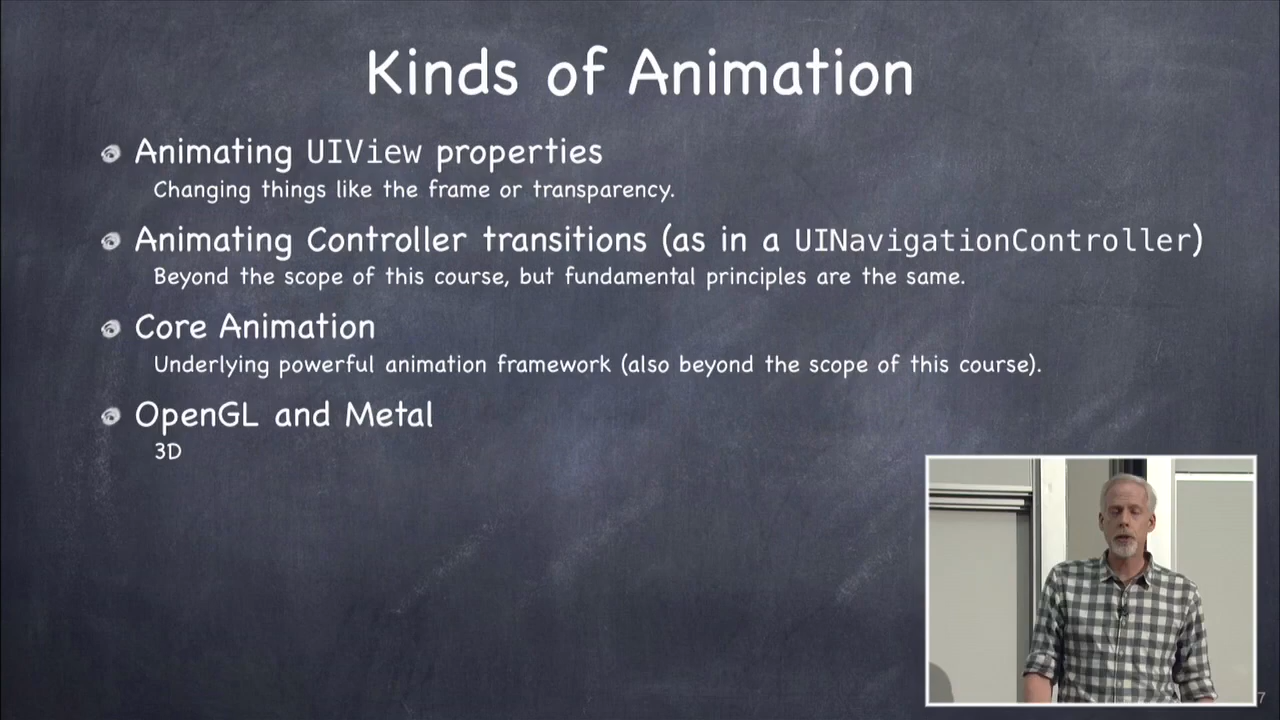 Kinds of Animation
Animating UIView properties
Changing things like the frame or transparency.
Animating Controller transitions (as in a UINavigationController)
Beyond the scope of this course, but fundamental principles are the same.
Core Animation
Underlying powerful animation framework (also beyond the scope of this course).
OpenGL and Metal
3D
7